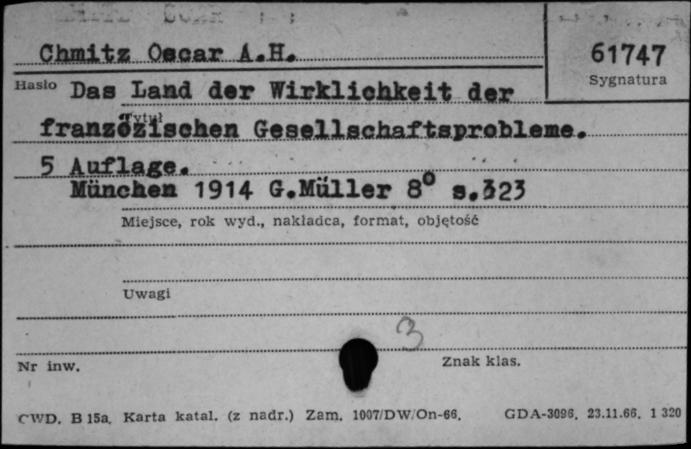 Chmitz Oscar A.H.
61747
Sygnatura
Hasło Das Land der Wirklichkeit der
Tytuł
französischen Gesellschaftsprobleme.
5 Auflage.
München 1914 G.Müller 8° s.323
Miejsce, rok wyd., nakładca, format, objętość
Uwagi
3
Nr inw.
Znak klas.
CWD. B 15a. Karta katal. (z nadr.) Zam. 1007/DW/On-66. GDA-3096. 23.11.66. 1 320